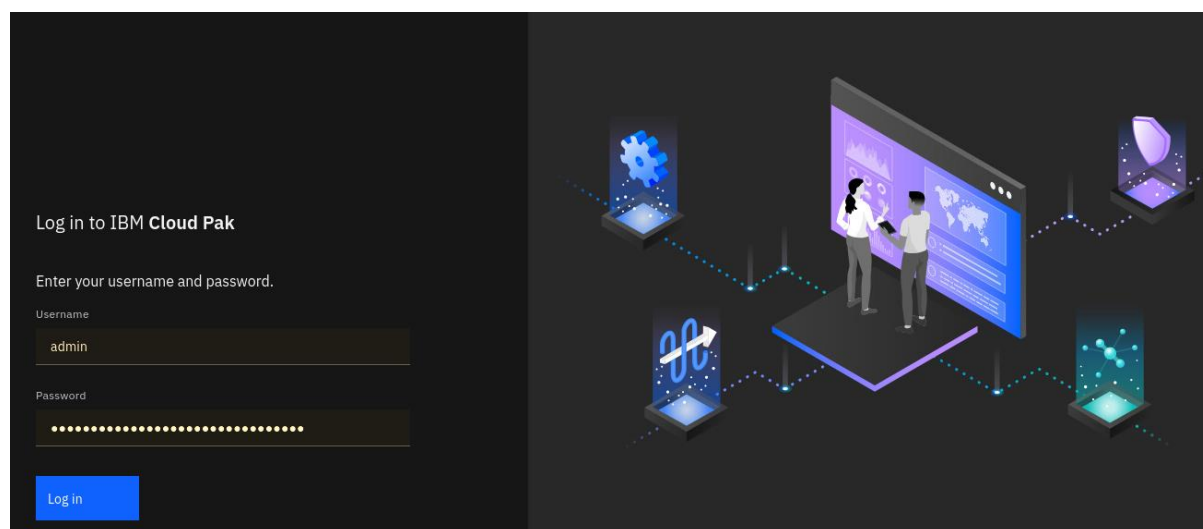 Log in to IBM Cloud Pak
Enter your username and password.
Username
admin
Password
••••••••••••••••••••••••••••••••
Log in